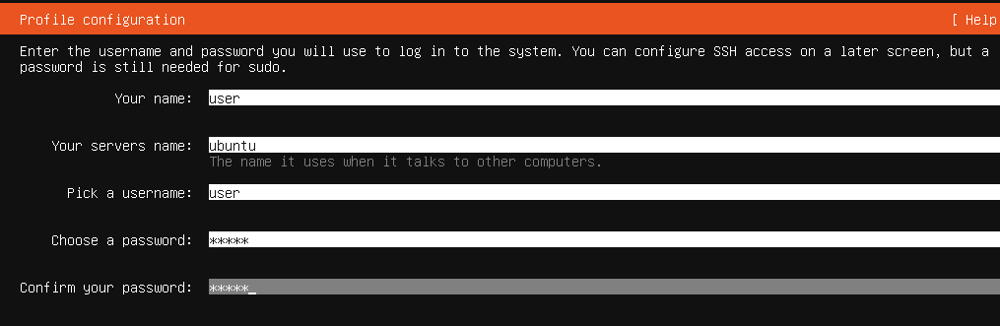 Profile configuration [ Help
Enter the username and password you will use to log in to the system. You can configure SSH access on a later screen, but a
password is still needed for sudo.
Your name: user
Your servers name: ubuntu
The name it uses when it talks to other computers.
Pick a username: user
Choose a password: *****
Confirm your password: *****_